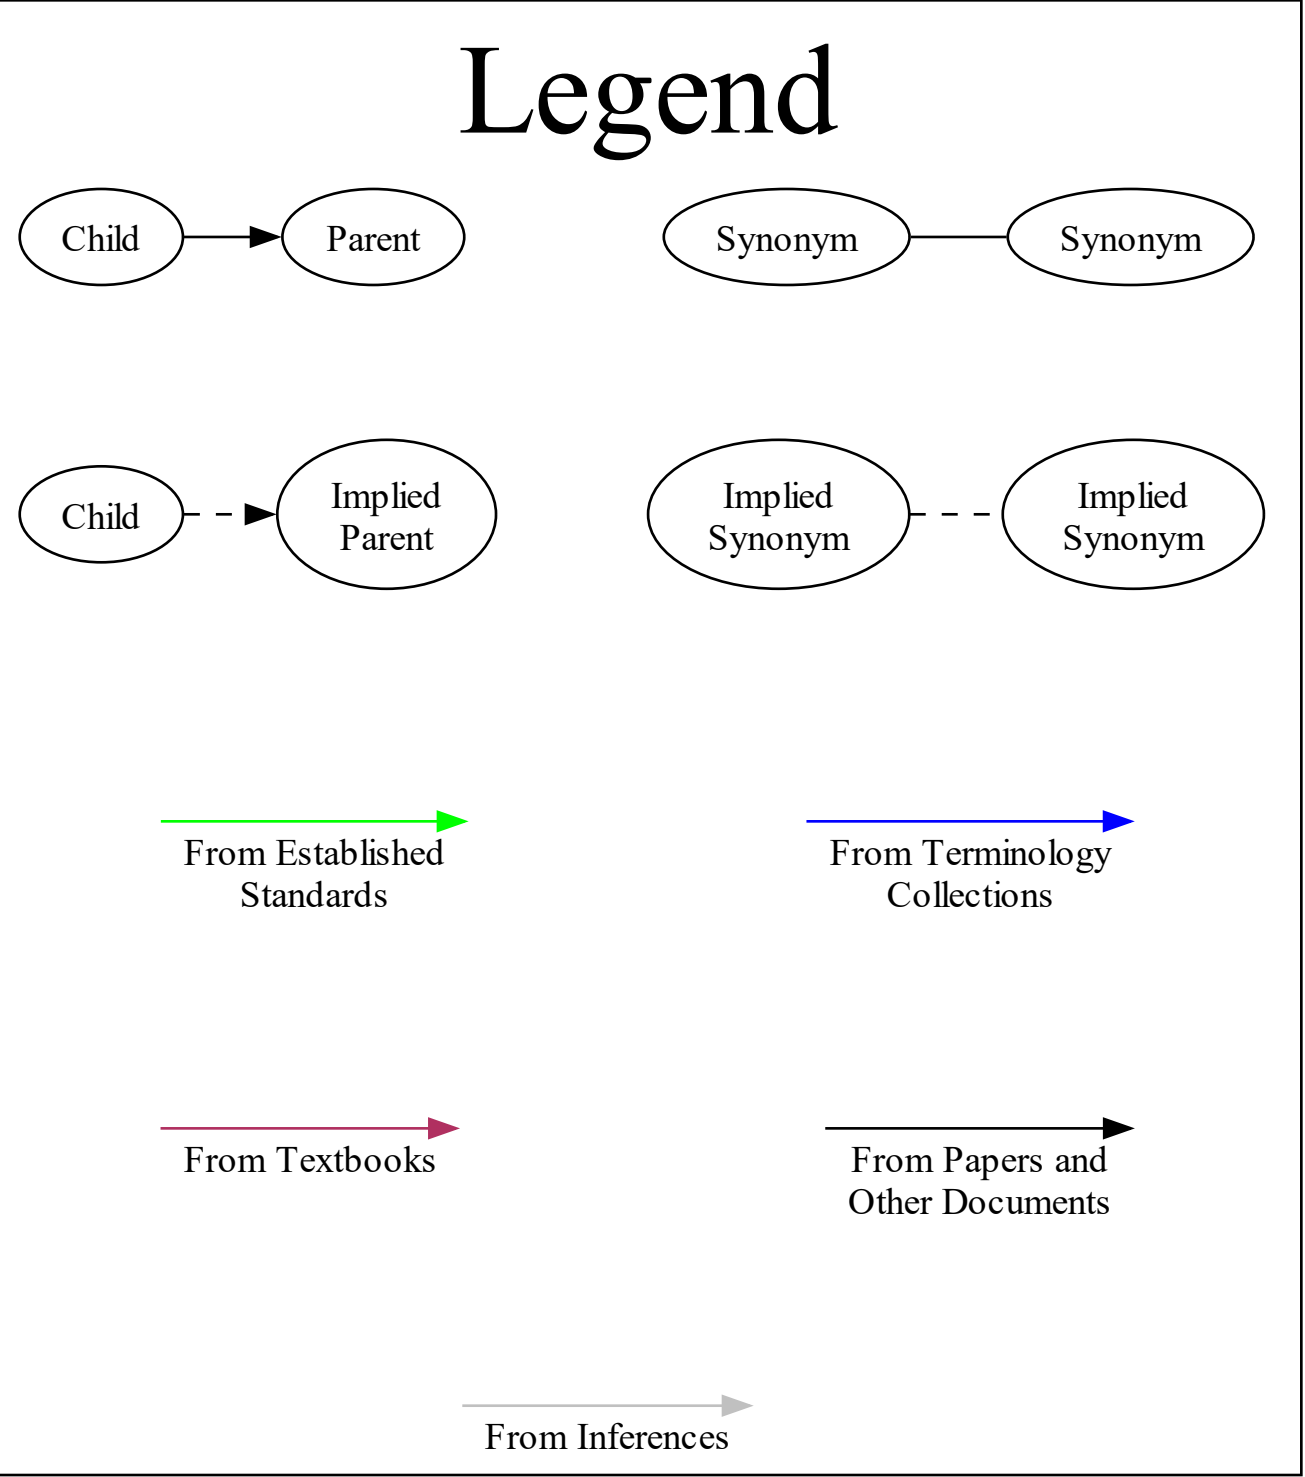 Legend
Child
Parent
Synonym
Synonym
Child
Implied
Parent
Implied
Synonym
Implied
Synonym
From Established
Standards
From Terminology
Collections
From Textbooks
From Papers and
Other Documents
From Inferences